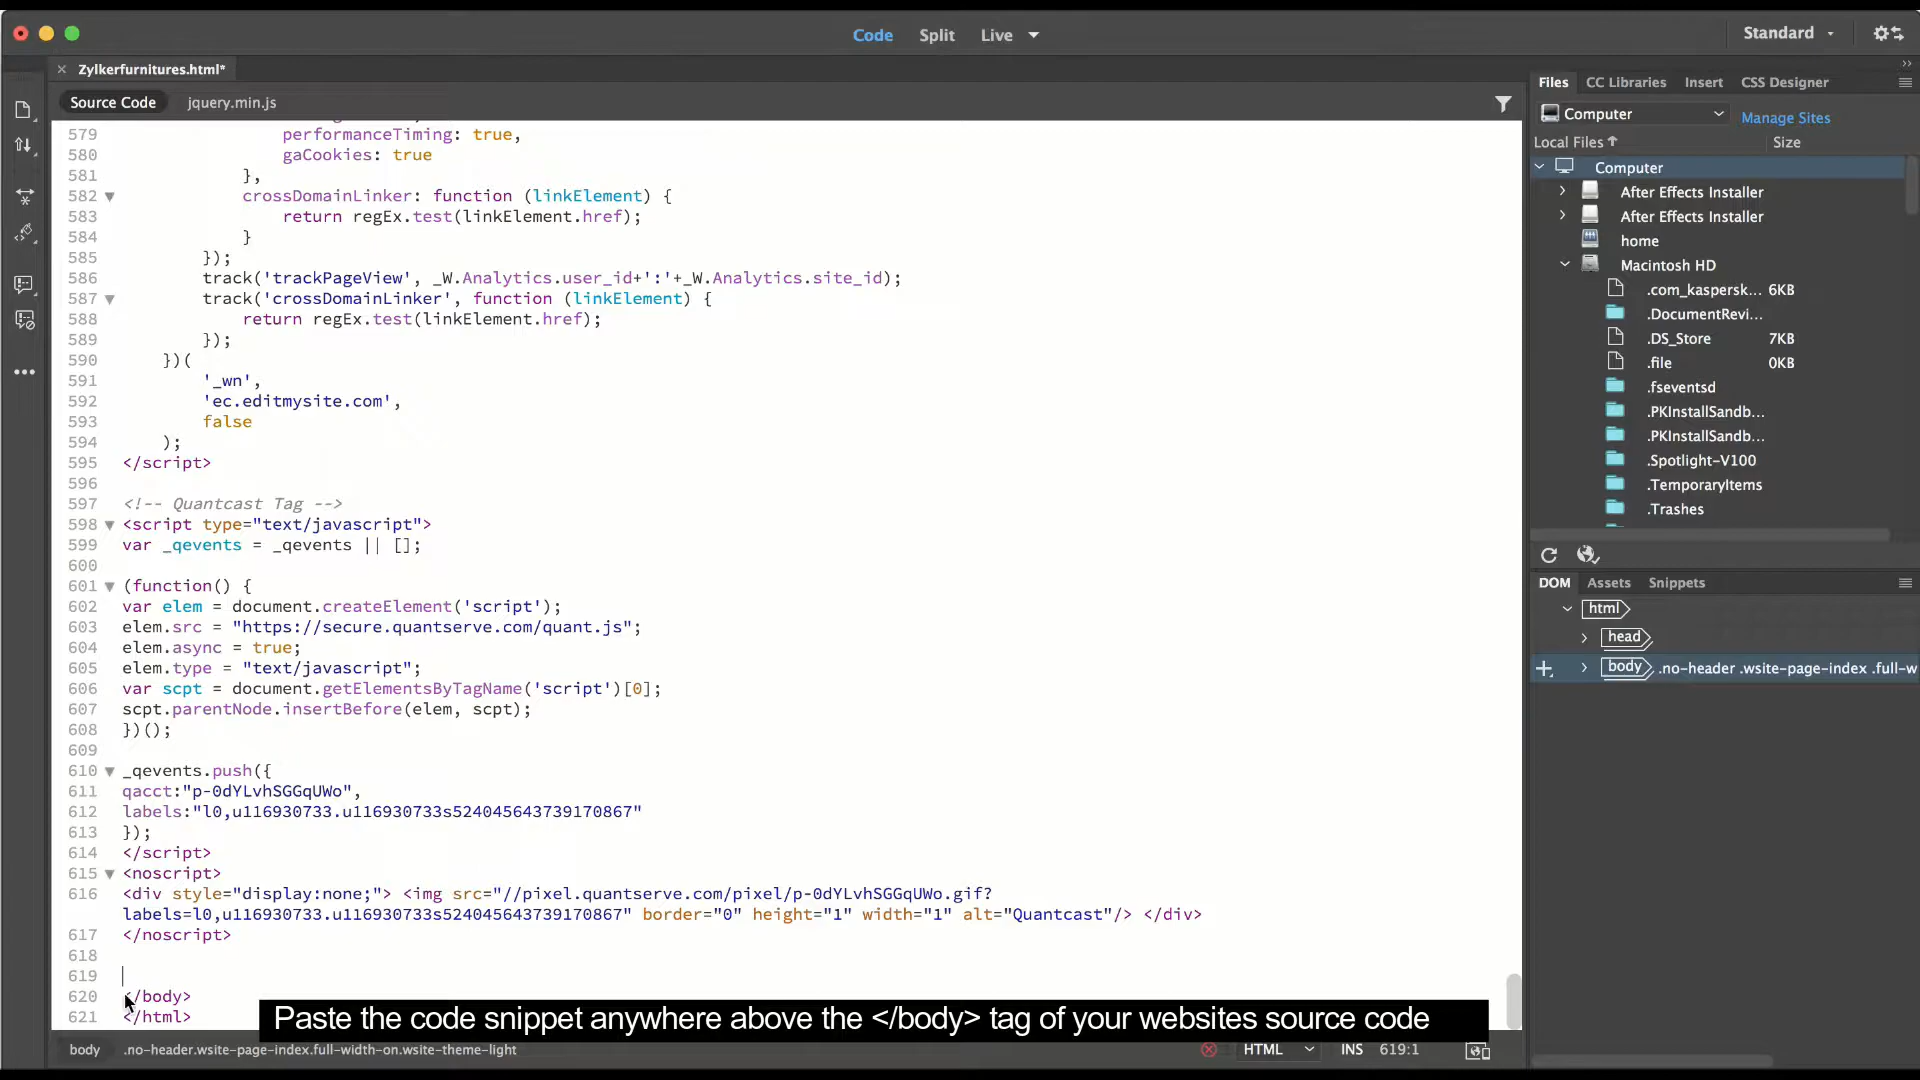 Code Split Live
Standard
Zylkerfurnitures.html*
Source Code jquery.min.js
579 performanceTiming: true,
580 gaCookies: true
581 },
582 crossDomainLinker: function (linkElement) {
583 return regEx.test(linkElement.href);
584 }
585 });
586 track('trackPageView', _W.Analytics.user_id+':'+_W.Analytics.site_id);
587 track('crossDomainLinker', function (linkElement) {
588 return regEx.test(linkElement.href);
589 });
590 })(
591 '_wn',
592 'ec.editmysite.com',
593 false
594 );
595 </script>
596
597 <!-- Quantcast Tag -->
598 <script type="text/javascript">
599 var _qevents = _qevents || [];
600
601 (function() {
602 var elem = document.createElement('script');
603 elem.src = "https://secure.quantserve.com/quant.js";
604 elem.async = true;
605 elem.type = "text/javascript";
606 var scpt = document.getElementsByTagName('script')[0];
607 scpt.parentNode.insertBefore(elem, scpt);
608 })();
609
610 _qevents.push({
611 qacct:"p-0dYLvhSGGqUWo",
612 labels:"l0,u116930733.u116930733s524045643739170867"
613 });
614 </script>
615 <noscript>
616 <div style="display:none;"> <img src="//pixel.quantserve.com/pixel/p-0dYLvhSGGqUWo.gif?
labels=l0,u116930733.u116930733s524045643739170867" border="0" height="1" width="1" alt="Quantcast"/> </div>
617 </noscript>
618
619
620 </body>
621 </html>
Paste the code snippet anywhere above the </body> tag of your websites source code
body .no-header.wsite-page-index.full-width-on.wsite-theme-light
HTML INS 619:1
Files CC Libraries Insert CSS Designer
Computer Manage Sites
Local Files Size
Computer
After Effects Installer
After Effects Installer
home
Macintosh HD
.com_kaspersk... 6KB
.DocumentRevi...
.DS_Store 7KB
.file 0KB
.fseventsd
.PKInstallSandb...
.PKInstallSandb...
.Spotlight-V100
.TemporaryItems
.Trashes
DOM Assets Snippets
html
head
body .no-header .wsite-page-index .full-w